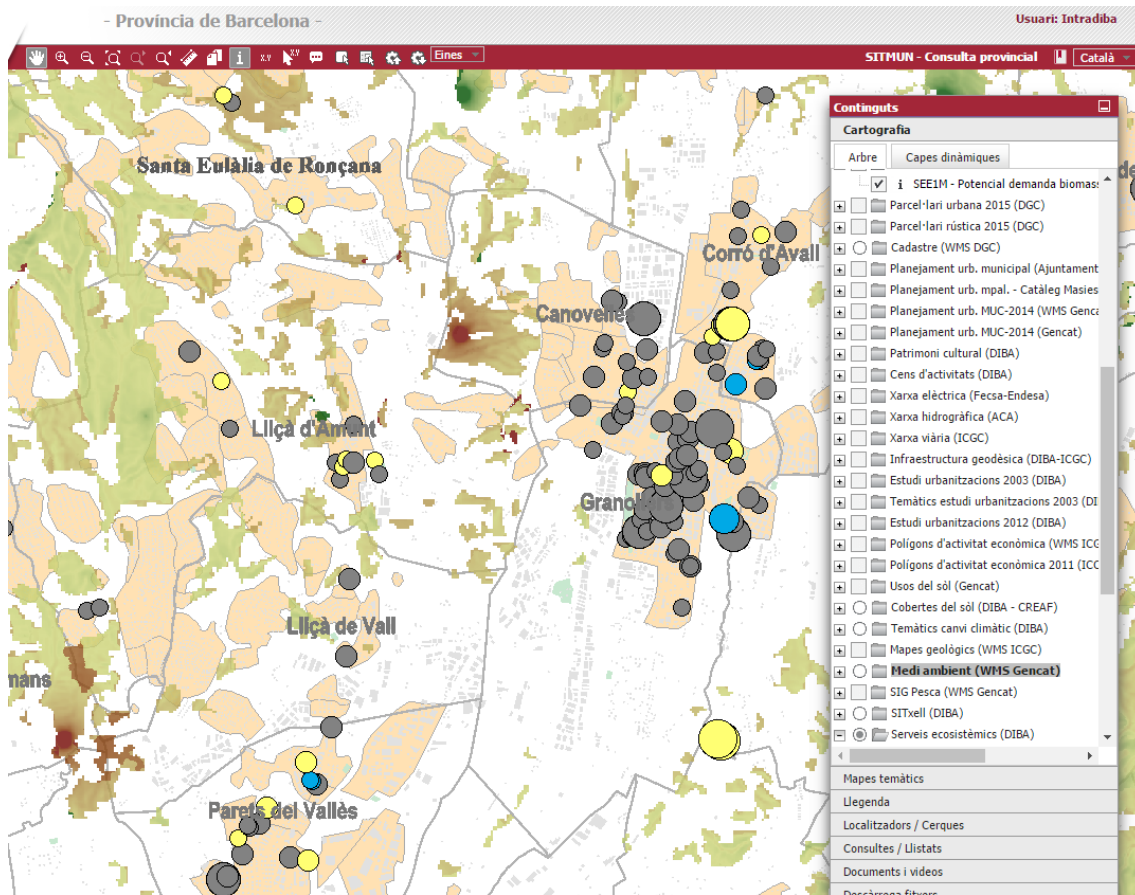 - Província de Barcelona -
Usuari: Intradiba
X,Y
X,Y
Eines
SITMUN - Consulta provincial
Català
Continguts
Cartografia
Arbre
Capes dinàmiques
SEE1M - Potencial demanda biomas
Parcel·lari urbana 2015 (DGC)
Parcel·lari rústica 2015 (DGC)
Cadastre (WMS DGC)
Planejament urb. municipal (Ajuntament
Planejament urb. mpal. - Catàleg Masies
Planejament urb. MUC-2014 (WMS Genca
Planejament urb. MUC-2014 (Gencat)
Patrimoni cultural (DIBA)
Cens d'activitats (DIBA)
Xarxa elèctrica (Fecsa-Endesa)
Xarxa hidrogràfica (ACA)
Xarxa viària (ICGC)
Infraestructura geodèsica (DIBA-ICGC)
Estudi urbanitzacions 2003 (DIBA)
Temàtics estudi urbanitzacions 2003 (DI
Estudi urbanitzacions 2012 (DIBA)
Polígons d'activitat econòmica (WMS ICG
Polígons d'activitat econòmica 2011 (ICC
Usos del sòl (Gencat)
Cobertes del sòl (DIBA - CREAF)
Temàtics canvi climàtic (DIBA)
Mapes geològics (WMS ICGC)
Medi ambient (WMS Gencat)
SIG Pesca (WMS Gencat)
SITxell (DIBA)
Serveis ecosistèmics (DIBA)
Mapes temàtics
Llegenda
Localitzadors / Cerques
Consultes / Llistats
Documents i videos
Descàrrega fitxers
Santa Eulàlia de Ronçana
Corró d'Avall
Canovelles
Lliçà d'Amunt
Granollers
Lliçà de Vall
mans
Parets del Vallès
de